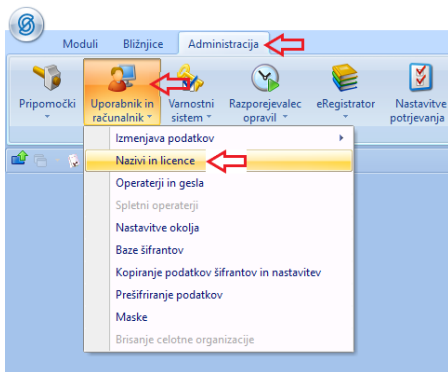 Moduli Bližnjice Administracija
Pripomočki Uporabnik in Varnostni Razporejevalec eRegistrator Nastavitve
računalnik sistem opravil potrjevanja
Izmenjava podatkov
Nazivi in licence
Operaterji in gesla
Spletni operaterji
Nastavitve okolja
Baze šifrantov
Kopiranje podatkov šifrantov in nastavitev
Prešifriranje podatkov
Maske
Brisanje celotne organizacije